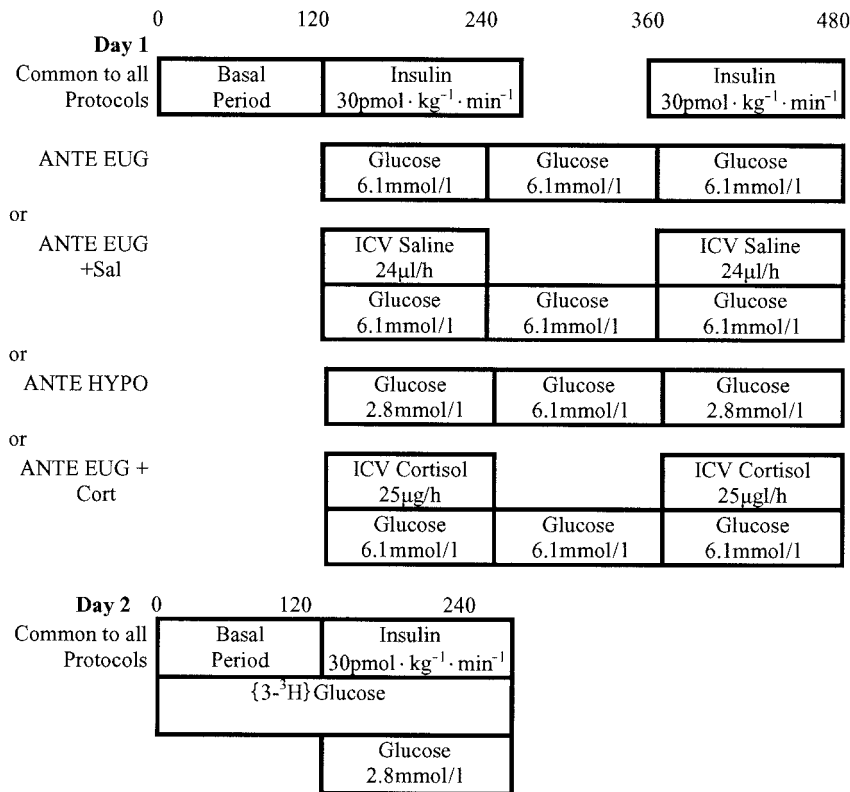 0 120 240 360 480
Day 1
Common to all Basal Insulin Insulin
Protocols Period 30pmol · kg⁻¹ · min⁻¹ 30pmol · kg⁻¹ · min⁻¹
ANTE EUG Glucose Glucose Glucose
6.1mmol/l 6.1mmol/l 6.1mmol/l
or
ANTE EUG ICV Saline ICV Saline
+Sal 24μl/h 24μl/h
Glucose Glucose Glucose
6.1mmol/l 6.1mmol/l 6.1mmol/l
or
ANTE HYPO Glucose Glucose Glucose
2.8mmol/l 6.1mmol/l 2.8mmol/l
or
ANTE EUG + ICV Cortisol ICV Cortisol
Cort 25μg/h 25μgl/h
Glucose Glucose Glucose
6.1mmol/l 6.1mmol/l 6.1mmol/l
Day 2 0 120 240
Common to all Basal Insulin
Protocols Period 30pmol · kg⁻¹ · min⁻¹
{3-³H}Glucose
Glucose
2.8mmol/l